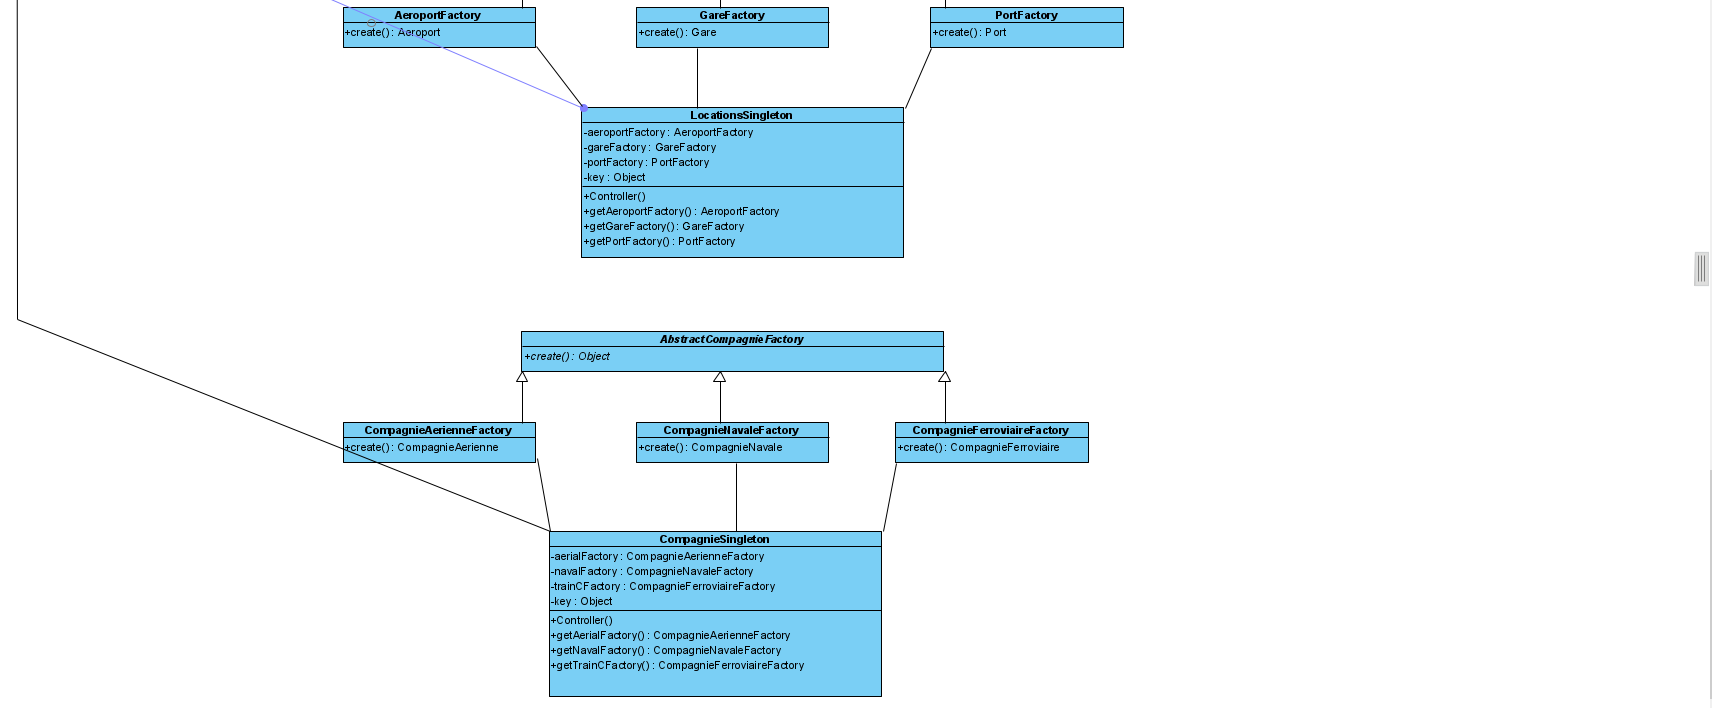 AeroportFactory
+create() : Aeroport
GareFactory
+create() : Gare
PortFactory
+create() : Port
LocationsSingleton
-aeroportFactory : AeroportFactory
-gareFactory : GareFactory
-portFactory : PortFactory
-key : Object
+Controller()
+getAeroportFactory() : AeroportFactory
+getGareFactory() : GareFactory
+getPortFactory() : PortFactory
AbstractCompagnieFactory
+create() : Object
CompagnieAerienneFactory
+create() : CompagnieAerienne
CompagnieNavaleFactory
+create() : CompagnieNavale
CompagnieFerroviaireFactory
+create() : CompagnieFerroviaire
CompagnieSingleton
-aerialFactory : CompagnieAerienneFactory
-navalFactory : CompagnieNavaleFactory
-trainCFactory : CompagnieFerroviaireFactory
-key : Object
+Controller()
+getAerialFactory() : CompagnieAerienneFactory
+getNavalFactory() : CompagnieNavaleFactory
+getTrainCFactory() : CompagnieFerroviaireFactory